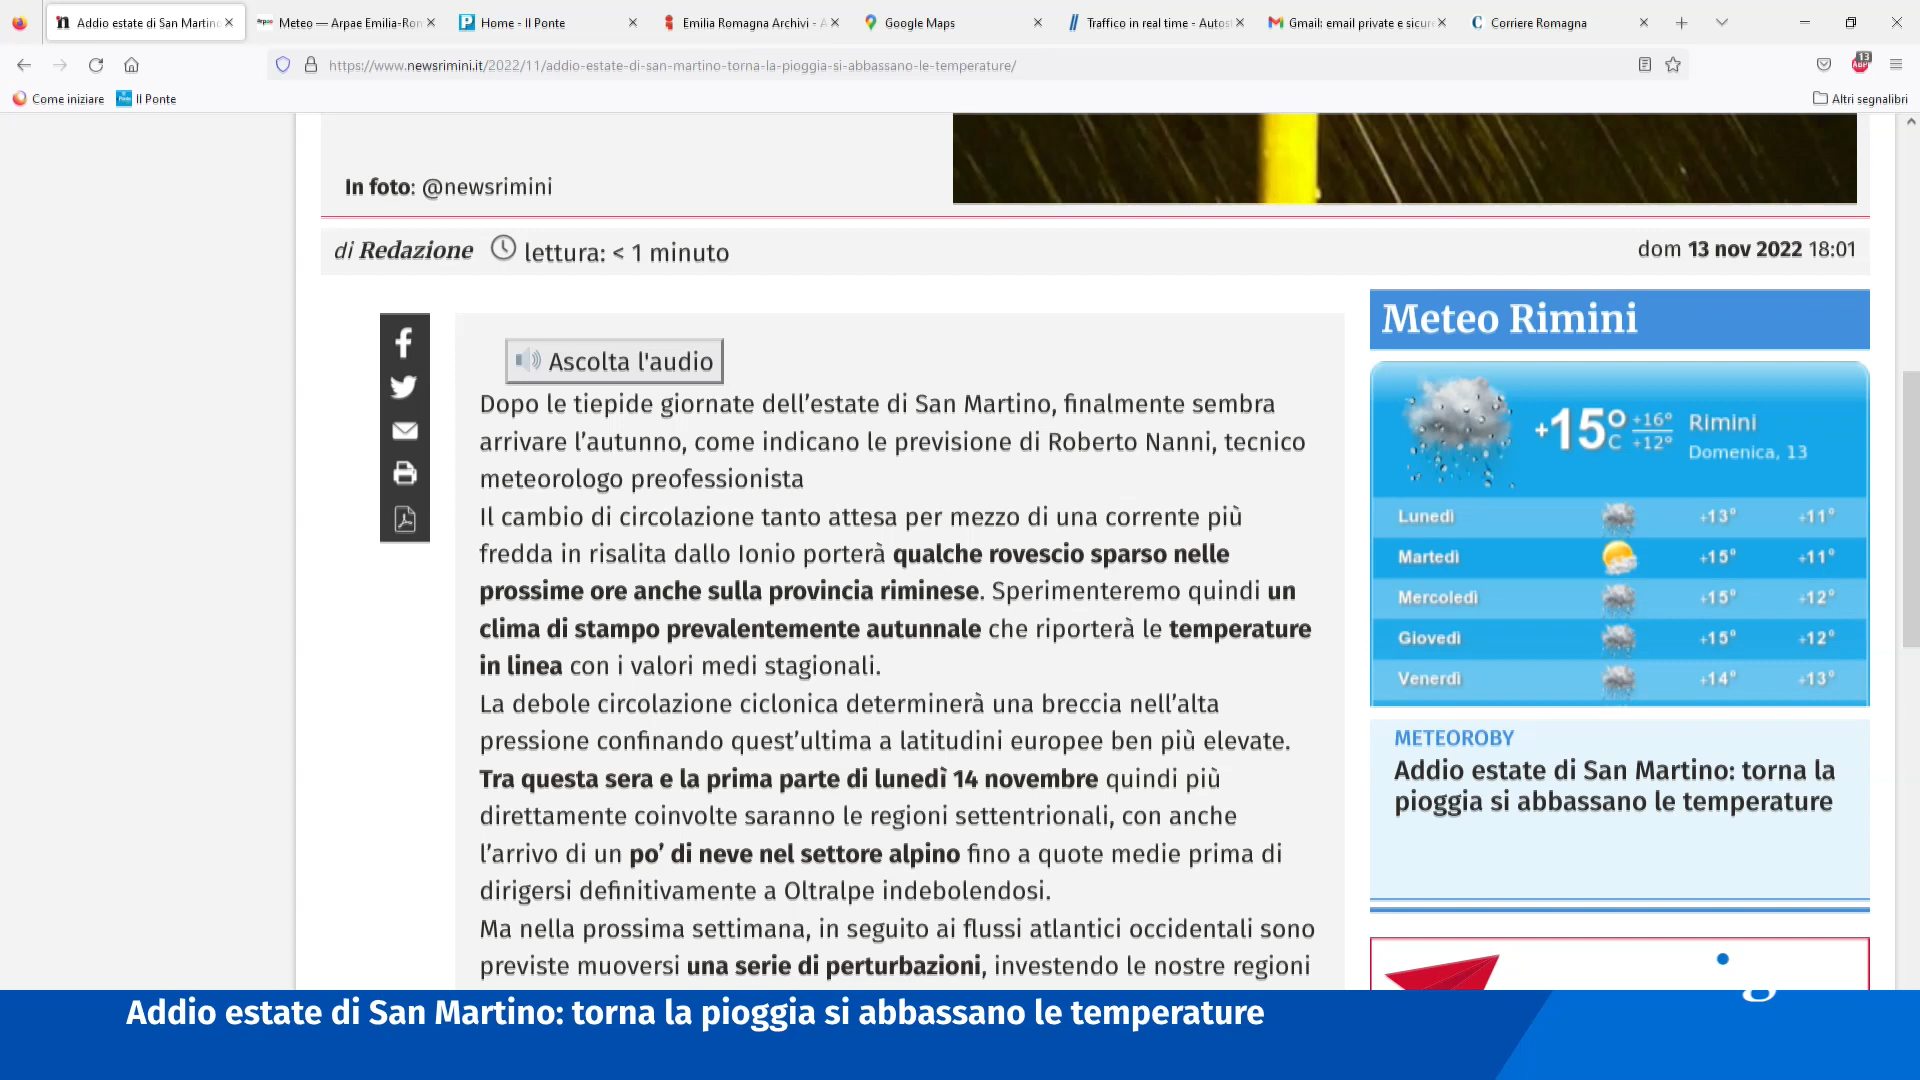 Addio estate di San Martino
Meteo — Arpae Emilia-Rom
Home - Il Ponte
Emilia Romagna Archivi - A
Google Maps
Traffico in real time - Autost
Gmail: email private e sicure
Corriere Romagna
https://www.newsrimini.it/2022/11/addio-estate-di-san-martino-torna-la-pioggia-si-abbassano-le-temperature/
13
ABP
Come iniziare
Il Ponte
Altri segnalibri
In foto: @newsrimini
di Redazione lettura: < 1 minuto
dom 13 nov 2022 18:01
Ascolta l'audio
Dopo le tiepide giornate dell’estate di San Martino, finalmente sembra
arrivare l’autunno, come indicano le previsione di Roberto Nanni, tecnico
meteorologo preofessionista
Il cambio di circolazione tanto attesa per mezzo di una corrente più
fredda in risalita dallo Ionio porterà qualche rovescio sparso nelle
prossime ore anche sulla provincia riminese. Sperimenteremo quindi un
clima di stampo prevalentemente autunnale che riporterà le temperature
in linea con i valori medi stagionali.
La debole circolazione ciclonica determinerà una breccia nell’alta
pressione confinando quest’ultima a latitudini europee ben più elevate.
Tra questa sera e la prima parte di lunedì 14 novembre quindi più
direttamente coinvolte saranno le regioni settentrionali, con anche
l’arrivo di un po’ di neve nel settore alpino fino a quote medie prima di
dirigersi definitivamente a Oltralpe indebolendosi.
Ma nella prossima settimana, in seguito ai flussi atlantici occidentali sono
previste muoversi una serie di perturbazioni, investendo le nostre regioni
Meteo Rimini
+15°C +16° +12°
Rimini
Domenica, 13
Lunedì +13° +11°
Martedì +15° +11°
Mercoledì +15° +12°
Giovedì +15° +12°
Venerdì +14° +13°
METEOROBY
Addio estate di San Martino: torna la
pioggia si abbassano le temperature
Addio estate di San Martino: torna la pioggia si abbassano le temperature